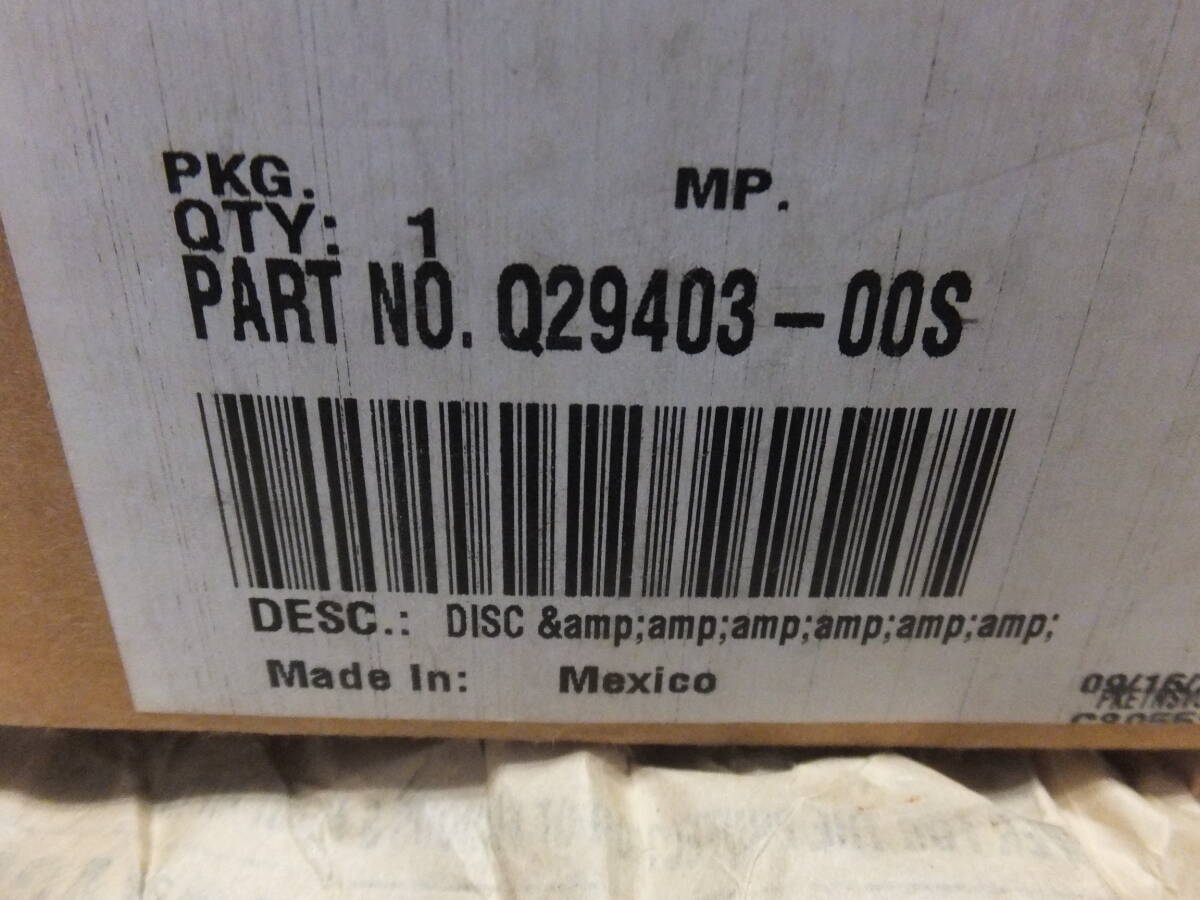 PKG.
MP.
QTY: 1
PART NO. Q29403-00S
DESC.: DISC &amp;amp;amp;amp;amp;amp;
Made In: Mexico